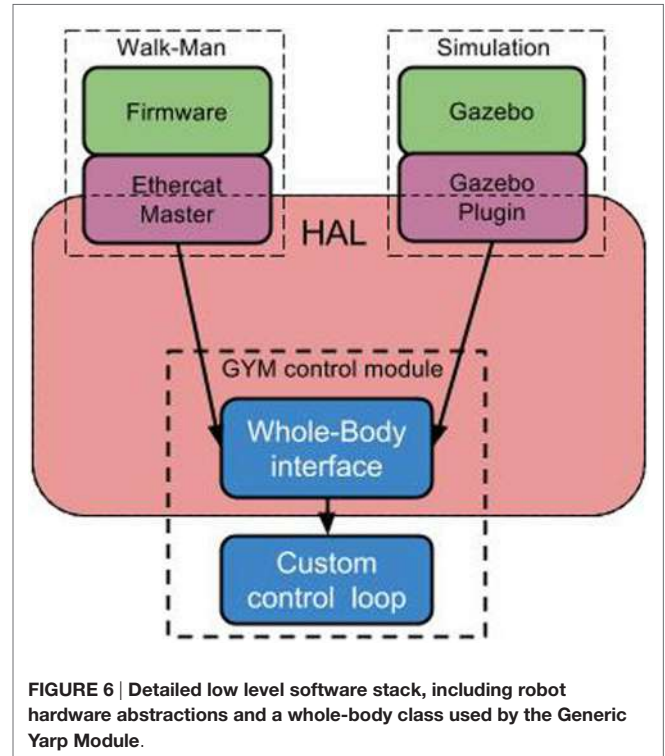 Walk-Man
Simulation
Firmware
Gazebo
Ethercat
Master
Gazebo
Plugin
HAL
GYM control module
Whole-Body
interface
Custom
control loop
FIGURE 6 | Detailed low level software stack, including robot
hardware abstractions and a whole-body class used by the Generic
Yarp Module.